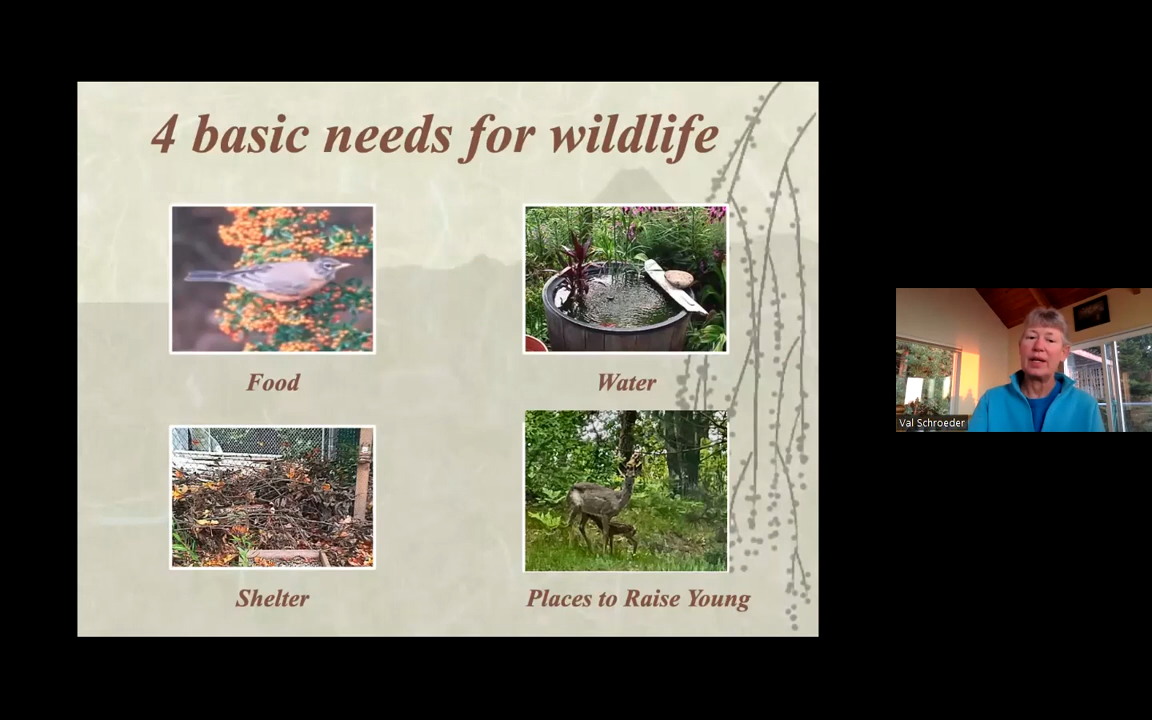 4 basic needs for wildlife
Food
Water
Shelter
Places to Raise Young
Val Schroeder